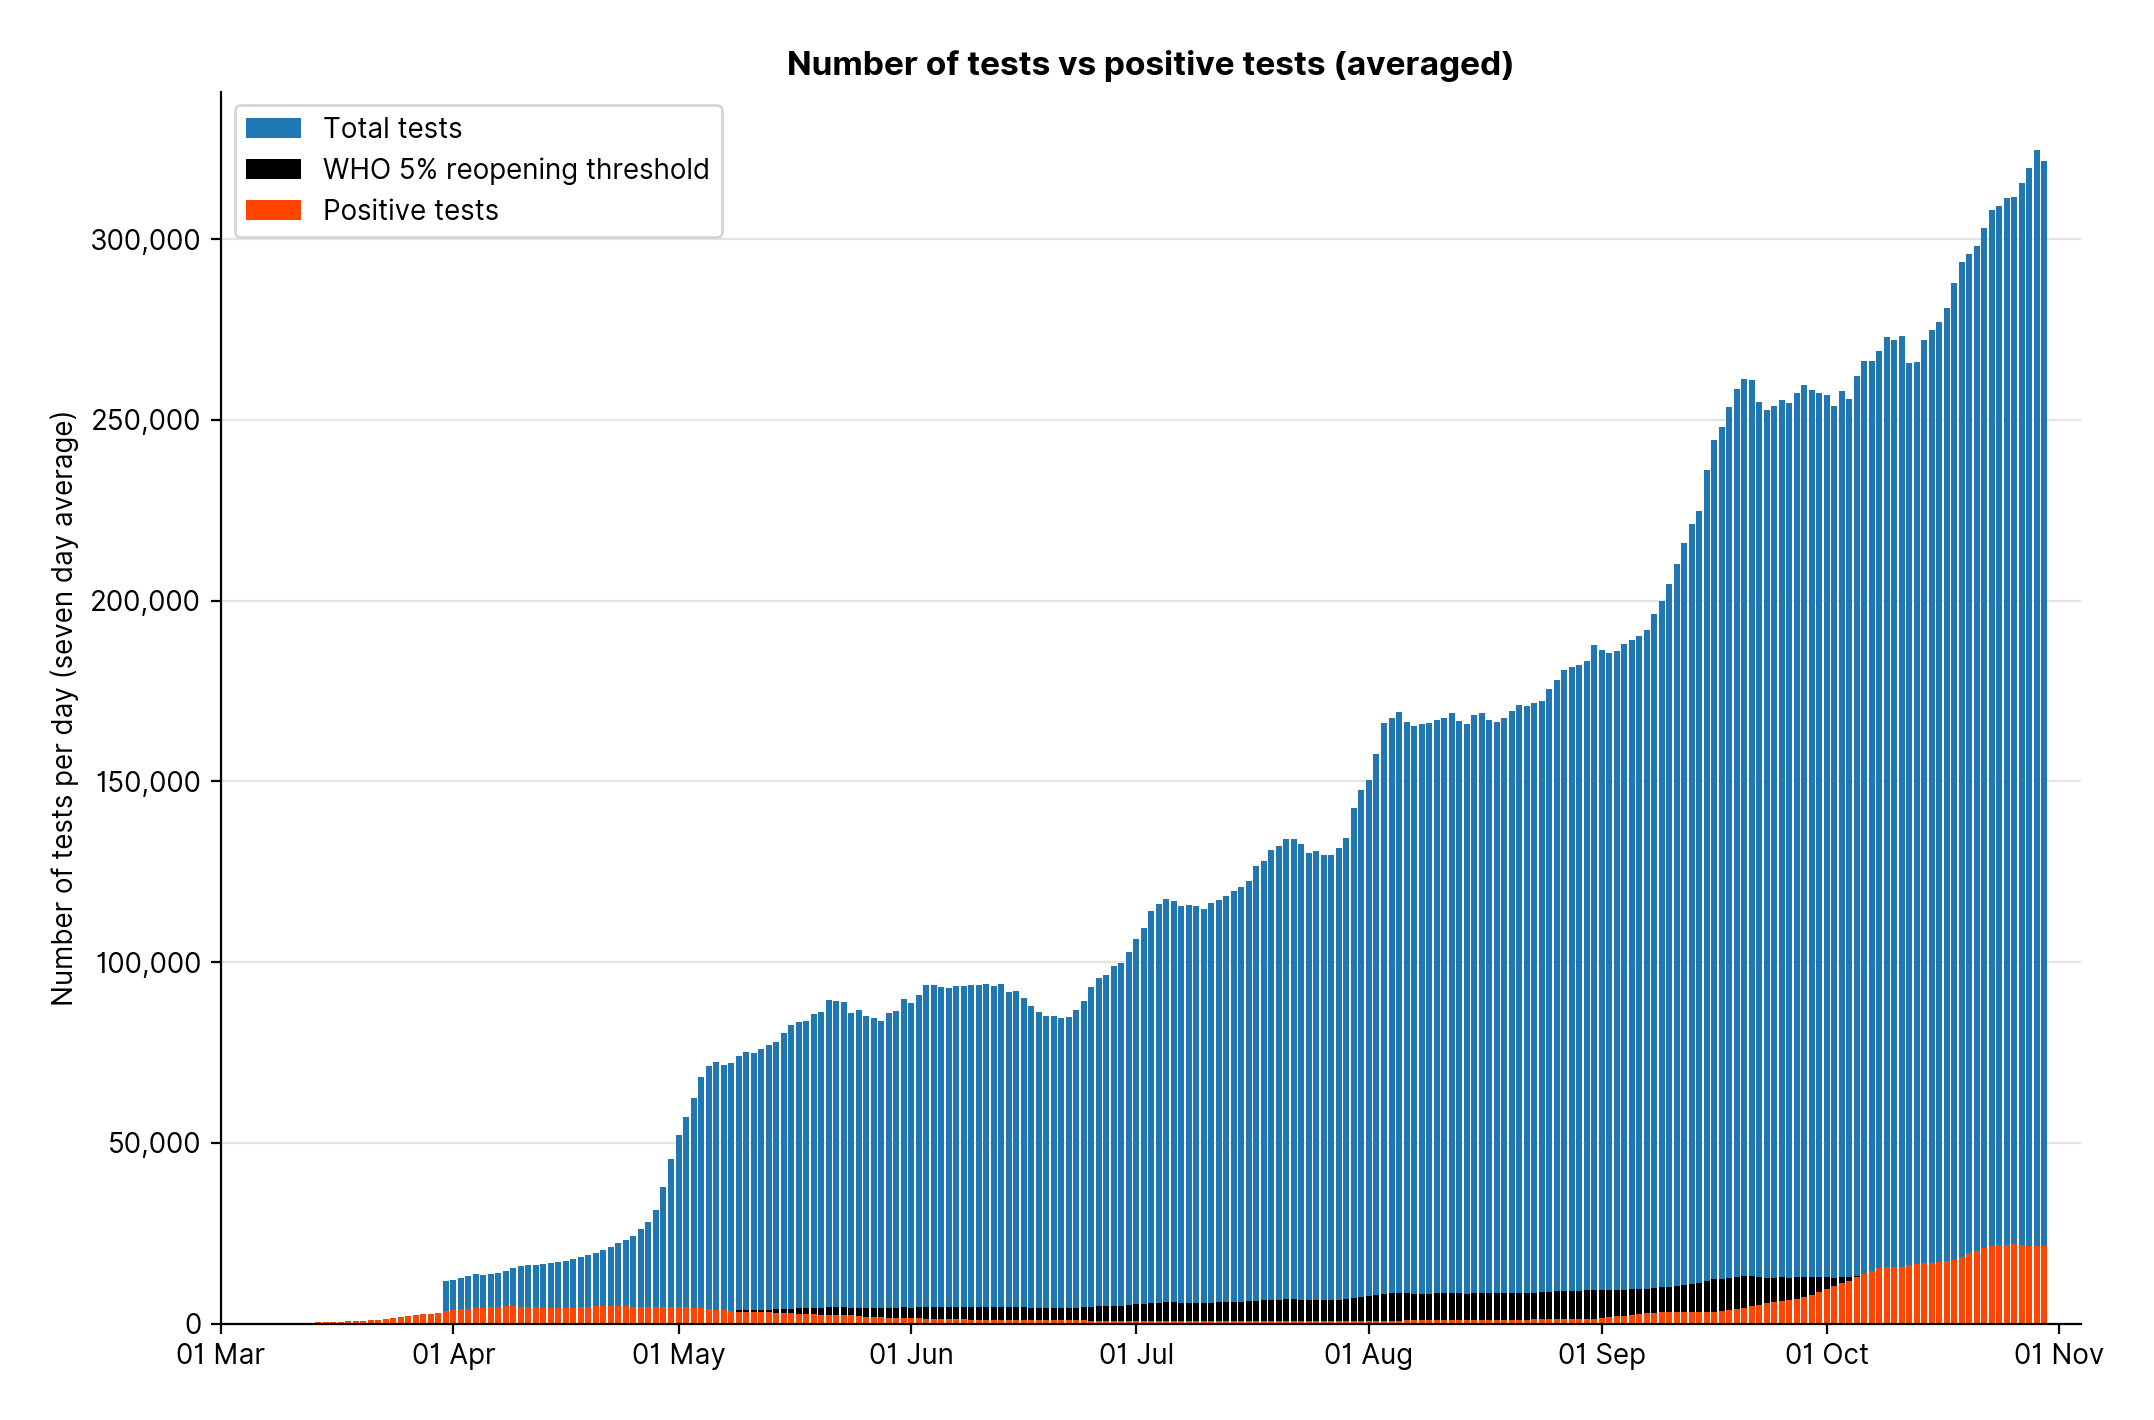 Number of tests vs positive tests (averaged)
Total tests
WHO 5% reopening threshold
Positive tests
Number of tests per day (seven day average)
300,000
250,000
200,000
150,000
100,000
50,000
0
01 Mar
01 Apr
01 May
01 Jun
01 Jul
01 Aug
01 Sep
01 Oct
01 Nov